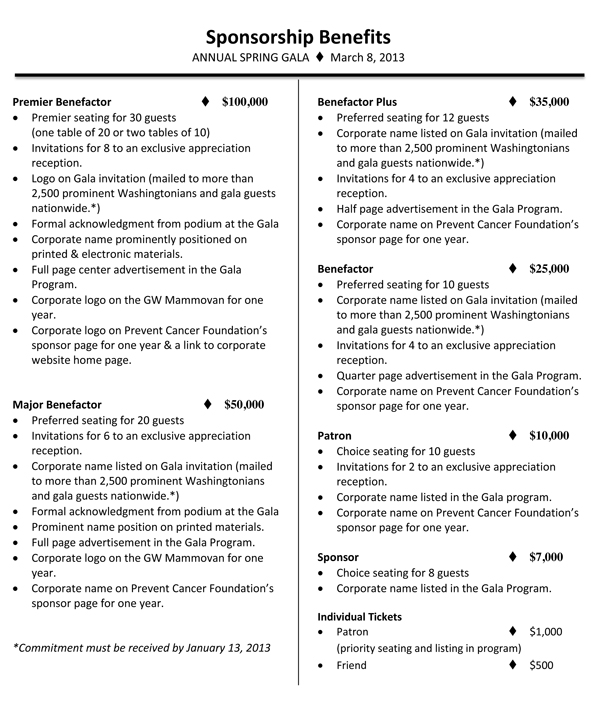 Sponsorship Benefits
ANNUAL SPRING GALA ♦ March 8, 2013
Premier Benefactor ♦ $100,000
• Premier seating for 30 guests
(one table of 20 or two tables of 10)
• Invitations for 8 to an exclusive appreciation
reception.
• Logo on Gala invitation (mailed to more than
2,500 prominent Washingtonians and gala guests
nationwide.*)
• Formal acknowledgment from podium at the Gala
• Corporate name prominently positioned on
printed & electronic materials.
• Full page center advertisement in the Gala
Program.
• Corporate logo on the GW Mammovan for one
year.
• Corporate logo on Prevent Cancer Foundation's
sponsor page for one year & a link to corporate
website home page.
Major Benefactor ♦ $50,000
• Preferred seating for 20 guests
• Invitations for 6 to an exclusive appreciation
reception.
• Corporate name listed on Gala invitation (mailed
to more than 2,500 prominent Washingtonians
and gala guests nationwide.*)
• Formal acknowledgment from podium at the Gala
• Prominent name position on printed materials.
• Full page advertisement in the Gala Program.
• Corporate logo on the GW Mammovan for one
year.
• Corporate name on Prevent Cancer Foundation's
sponsor page for one year.
*Commitment must be received by January 13, 2013
Benefactor Plus ♦ $35,000
• Preferred seating for 12 guests
• Corporate name listed on Gala invitation (mailed
to more than 2,500 prominent Washingtonians
and gala guests nationwide.*)
• Invitations for 4 to an exclusive appreciation
reception.
• Half page advertisement in the Gala Program.
• Corporate name on Prevent Cancer Foundation's
sponsor page for one year.
Benefactor ♦ $25,000
• Preferred seating for 10 guests
• Corporate name listed on Gala invitation (mailed
to more than 2,500 prominent Washingtonians
and gala guests nationwide.*)
• Invitations for 4 to an exclusive appreciation
reception.
• Quarter page advertisement in the Gala Program.
• Corporate name on Prevent Cancer Foundation's
sponsor page for one year.
Patron ♦ $10,000
• Choice seating for 10 guests
• Invitations for 2 to an exclusive appreciation
reception.
• Corporate name listed in the Gala program.
• Corporate name on Prevent Cancer Foundation's
sponsor page for one year.
Sponsor ♦ $7,000
• Choice seating for 8 guests
• Corporate name listed in the Gala Program.
Individual Tickets
• Patron ♦ $1,000
(priority seating and listing in program)
• Friend ♦ $500